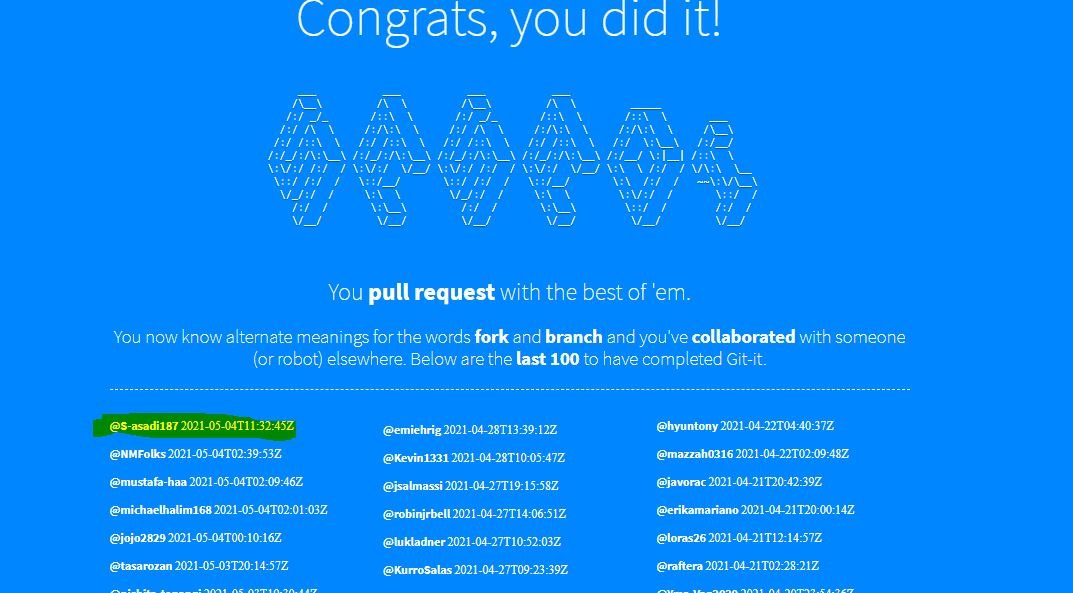 Congrats, you did it!
You pull request with the best of 'em.
You now know alternate meanings for the words fork and branch and you've collaborated with someone
(or robot) elsewhere. Below are the last 100 to have completed Git-it.
@S-asadi187 2021-05-04T11:32:45Z
@NMFolks 2021-05-04T02:39:53Z
@mustafa-haa 2021-05-04T02:09:46Z
@michaelhalim168 2021-05-04T02:01:03Z
@jojo2829 2021-05-04T00:10:16Z
@tasarozan 2021-05-03T20:14:57Z
@emiehrig 2021-04-28T13:39:12Z
@Kevin1331 2021-04-28T10:05:47Z
@jsalmassi 2021-04-27T19:15:58Z
@robinjrbell 2021-04-27T14:06:51Z
@lukladner 2021-04-27T10:52:03Z
@KurroSalas 2021-04-27T09:23:39Z
@hyuntony 2021-04-22T04:40:37Z
@mazzah0316 2021-04-22T02:09:48Z
@javorac 2021-04-21T20:42:39Z
@erikamariano 2021-04-21T20:00:14Z
@loras26 2021-04-21T12:14:57Z
@raftera 2021-04-21T02:28:21Z